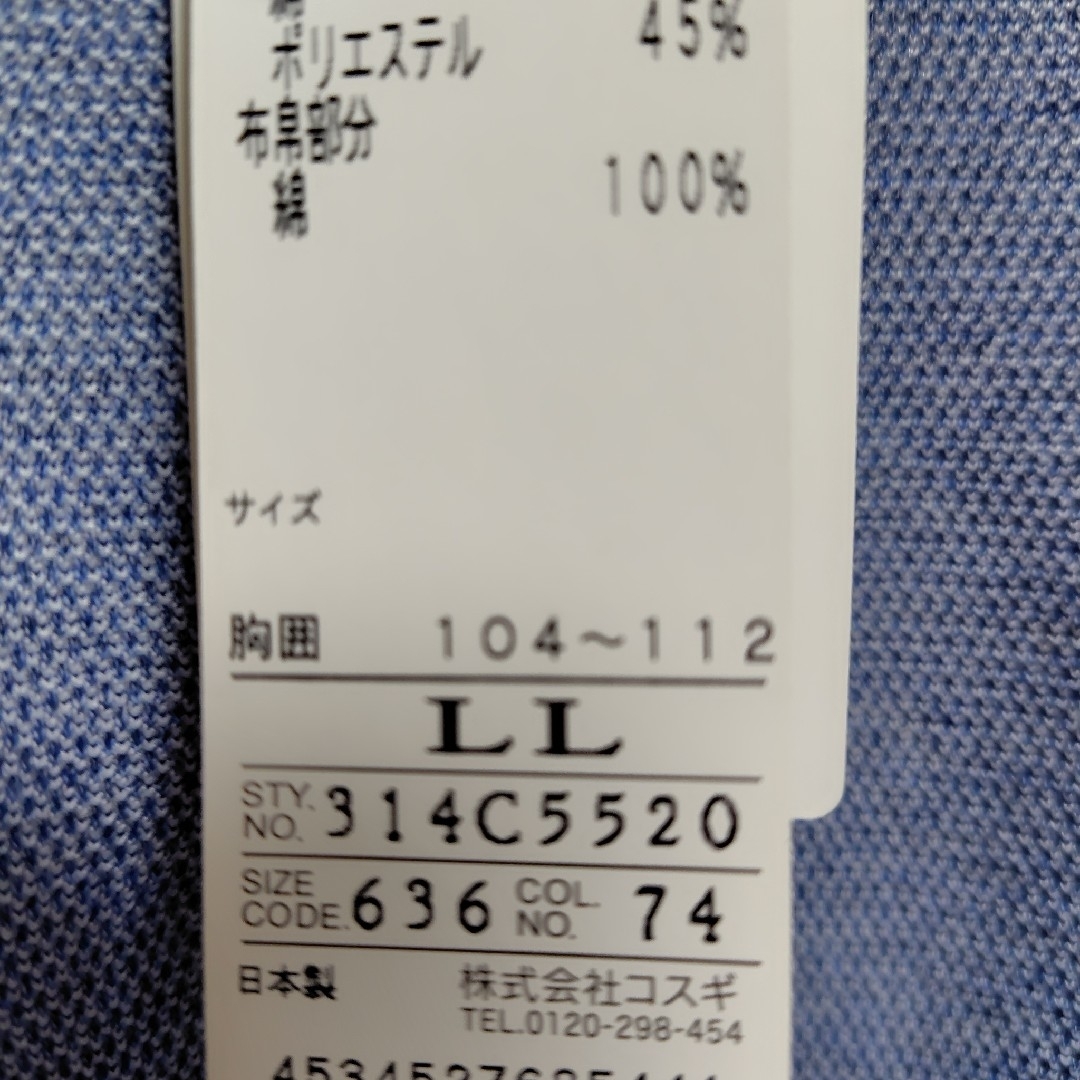 ポリエステル 45%
布帛部分
綿 100%
サイズ
胸囲 104～112
LL
STY. NO. 314C5520
SIZE CODE. 636 COL. NO. 74
日本製 株式会社コスギ
TEL.0120-298-454